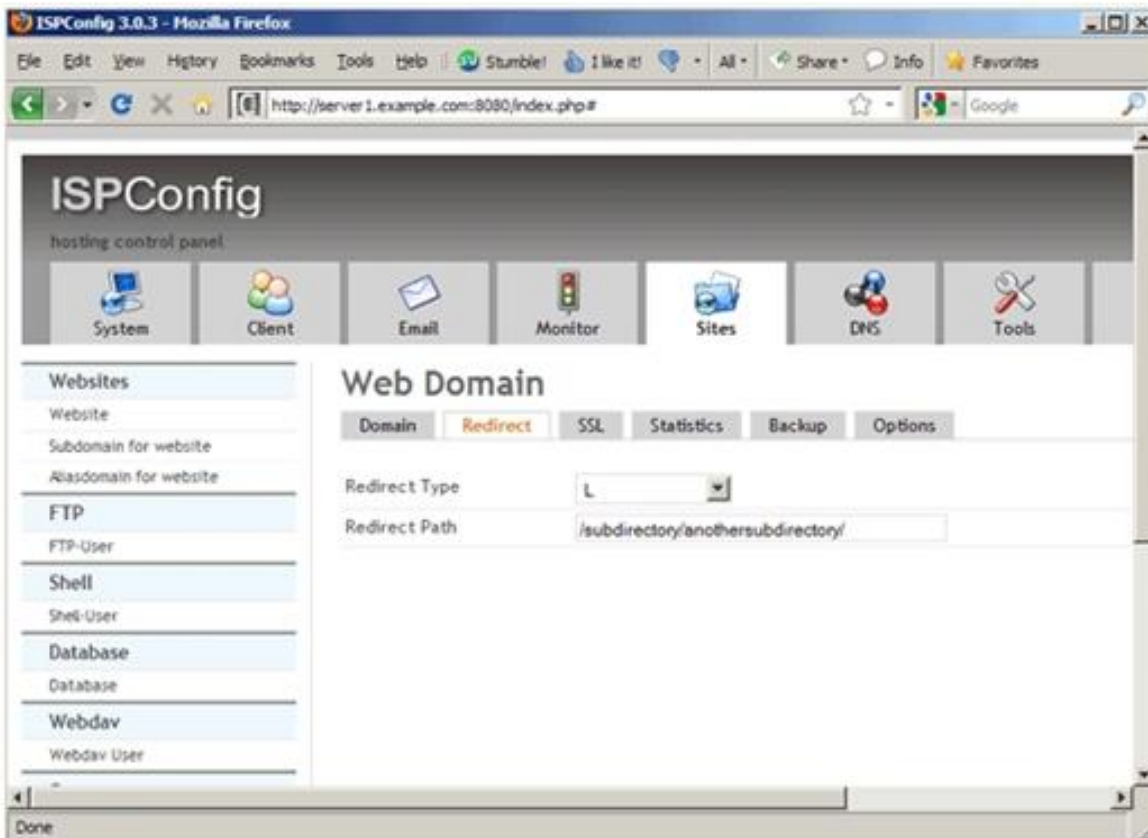 ISPConfig 3.0.3 - Mozilla Firefox
File Edit View History Bookmarks Tools Help Stumble! I like it! All Share Info Favorites
http://server1.example.com:8080/index.php# Google
ISPConfig
hosting control panel
System Client Email Monitor Sites DNS Tools
Websites
Website
Subdomain for website
Aliasdomain for website
FTP
FTP-User
Shell
Shell-User
Database
Database
Webdav
Webdav User
Web Domain
Domain Redirect SSL Statistics Backup Options
Redirect Type L
Redirect Path /subdirectory/anothersubdirectory/
Done